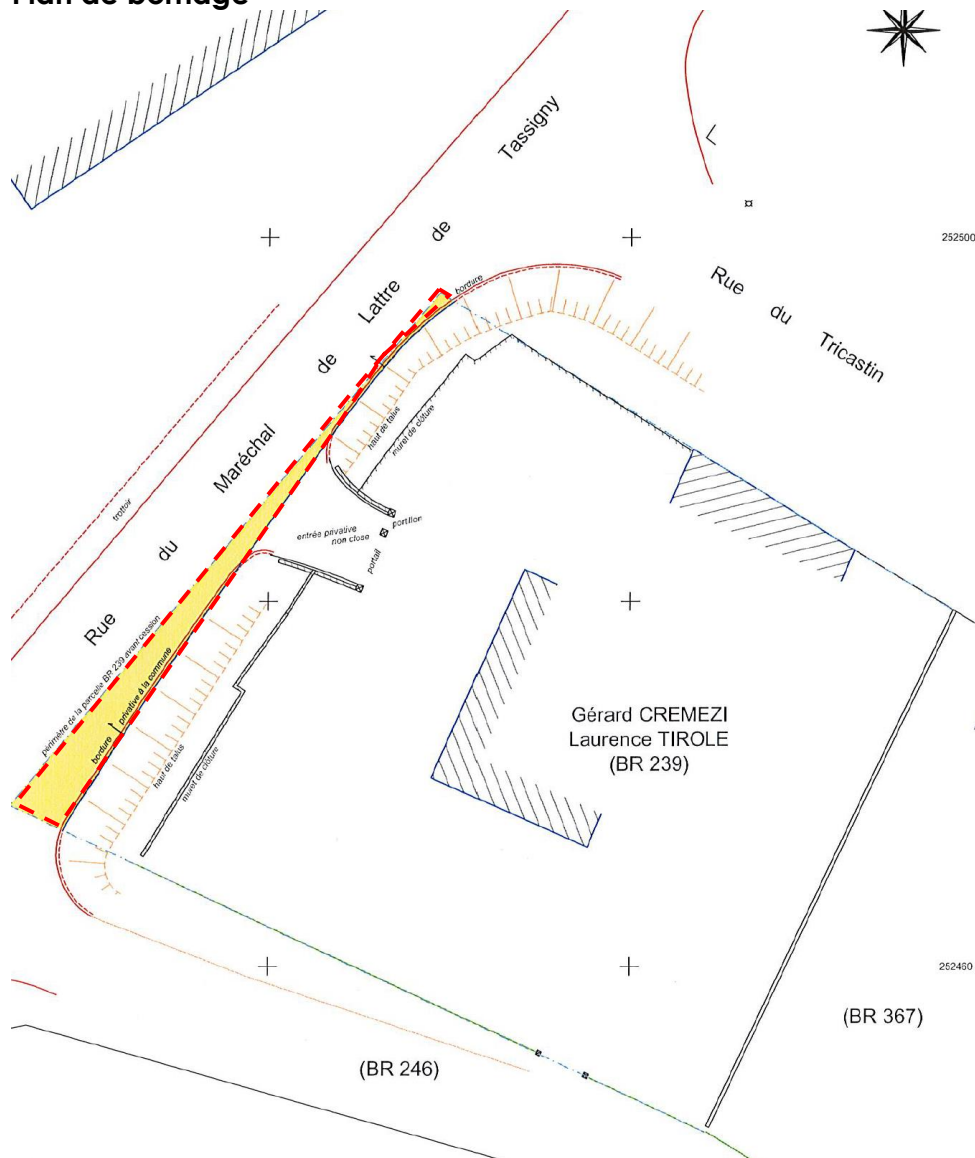 Plan de bornage
252500
Tassigny
de
Lattre
de
Maréchal
du
Rue
Rue du Tricastin
bordure
haut de talus
muret de clôture
trottoir
entrée privative
non close
portillon
portail
périmètre de la parcelle BR 239 avant cession
bordure privative à la commune
haut de talus
muret de clôture
Gérard CREMEZI
Laurence TIROLE
(BR 239)
252460
(BR 367)
(BR 246)